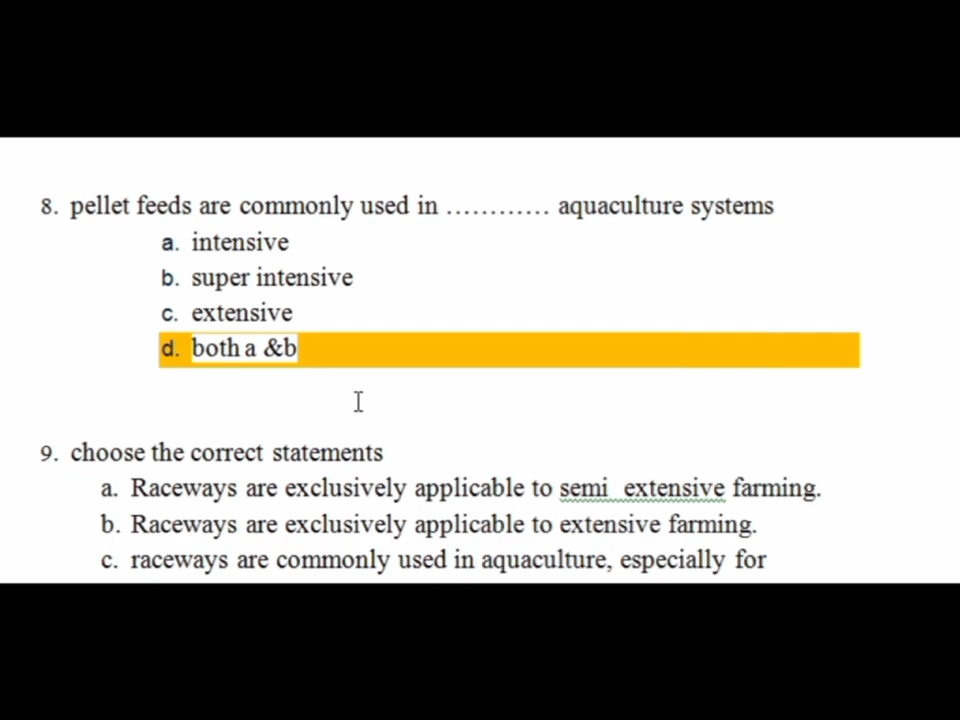 8. pellet feeds are commonly used in ............ aquaculture systems
a. intensive
b. super intensive
c. extensive
d. both a &b
9. choose the correct statements
a. Raceways are exclusively applicable to semi extensive farming.
b. Raceways are exclusively applicable to extensive farming.
c. raceways are commonly used in aquaculture, especially for